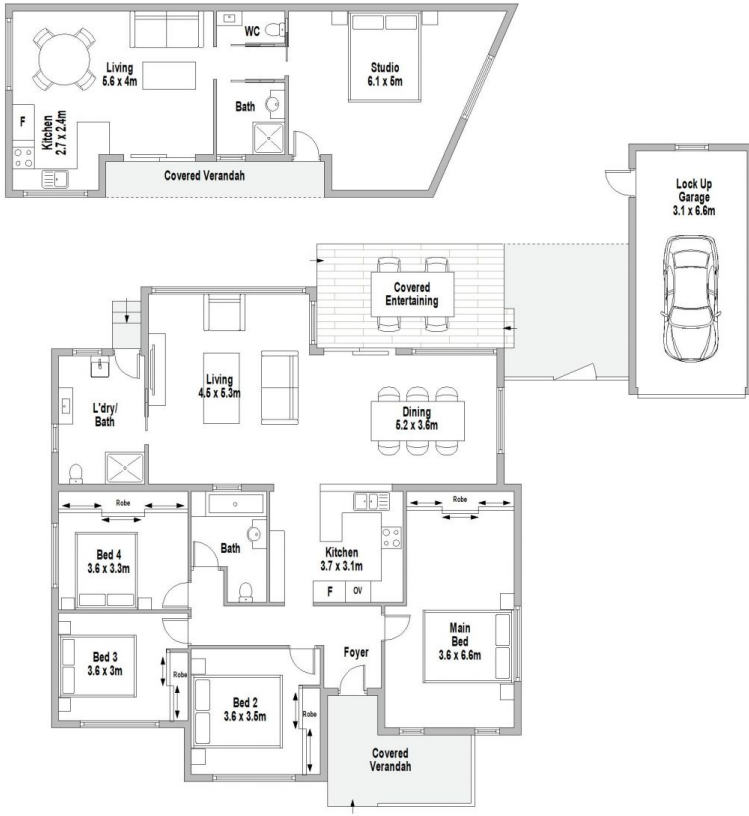 WC
Living
5.6 x 4m
Studio
6.1 x 5m
Bath
F
Kitchen
2.7 x 2.4m
Covered Verandah
Lock Up
Garage
3.1 x 6.6m
Covered
Entertaining
Living
4.5 x 5.3m
L'dry/
Bath
Dining
5.2 x 3.6m
Robe
Robe
Bed 4
3.6 x 3.3m
Bath
Kitchen
3.7 x 3.1m
F
OV
Main
Bed
3.6 x 6.6m
Foyer
Bed 3
3.6 x 3m
Robe
Bed 2
3.6 x 3.5m
Robe
Covered
Verandah